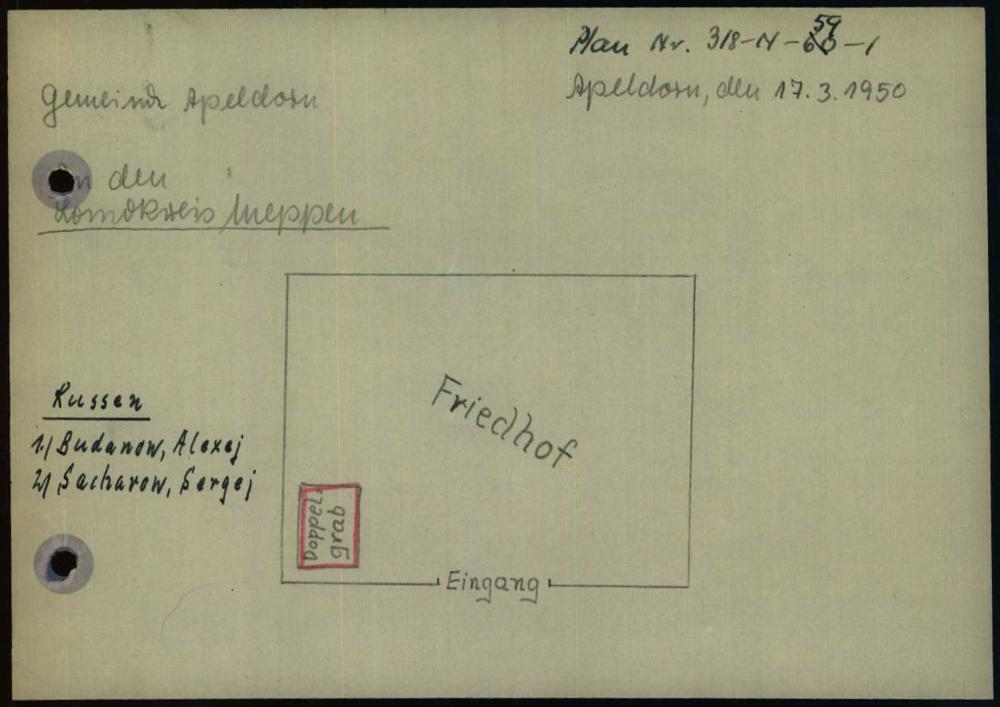 Plan Nr. 318-N-59-1
Apeldorn, den 17.3.1950
Gemeinde Apeldorn
An den
Landkreis Meppen
Russen
1.) Budanow, Alexej
2) Sacharow, Sergej
Friedhof
Doppel
grab
Eingang